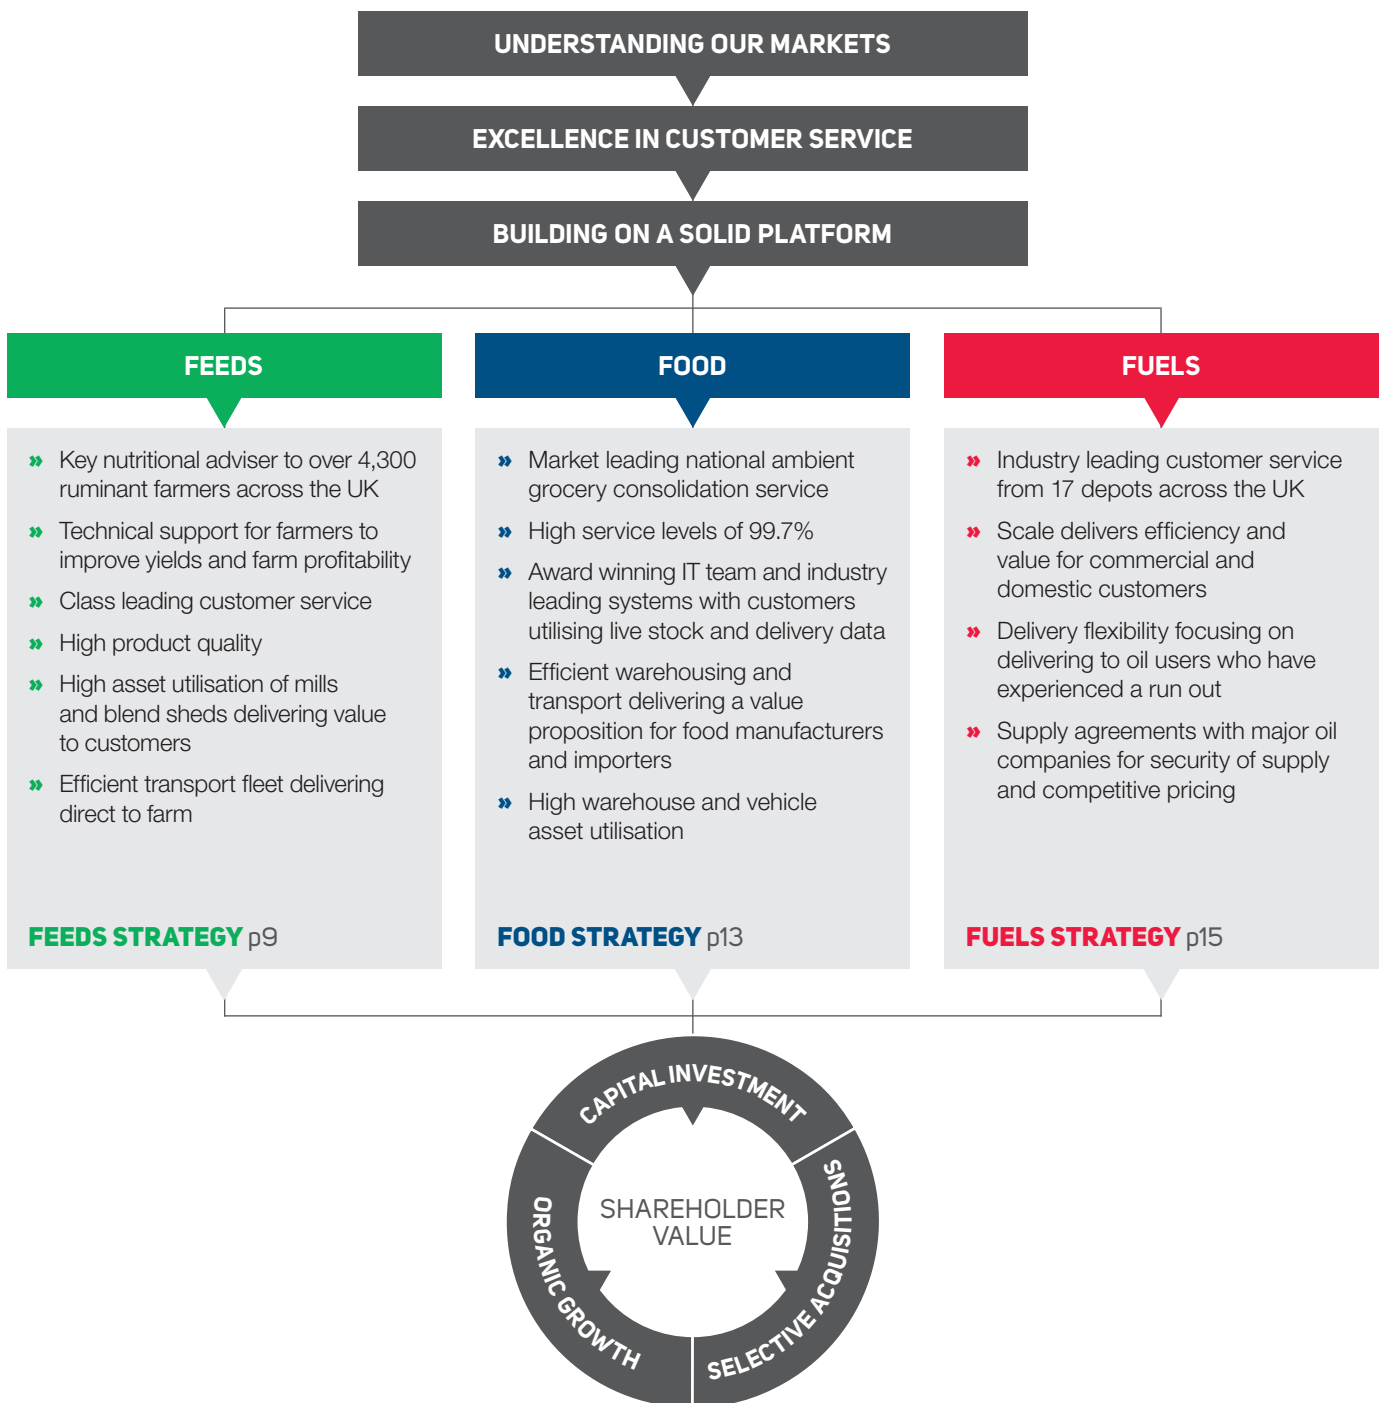 UNDERSTANDING OUR MARKETS
EXCELLENCE IN CUSTOMER SERVICE
BUILDING ON A SOLID PLATFORM
FEEDS
» Key nutritional adviser to over 4,300
ruminant farmers across the UK
» Technical support for farmers to
improve yields and farm profitability
» Class leading customer service
» High product quality
» High asset utilisation of mills
and blend sheds delivering value
to customers
» Efficient transport fleet delivering
direct to farm
FEEDS STRATEGY p9
FOOD
» Market leading national ambient
grocery consolidation service
» High service levels of 99.7%
» Award winning IT team and industry
leading systems with customers
utilising live stock and delivery data
» Efficient warehousing and
transport delivering a value
proposition for food manufacturers
and importers
» High warehouse and vehicle
asset utilisation
FOOD STRATEGY p13
FUELS
» Industry leading customer service
from 17 depots across the UK
» Scale delivers efficiency and
value for commercial and
domestic customers
» Delivery flexibility focusing on
delivering to oil users who have
experienced a run out
» Supply agreements with major oil
companies for security of supply
and competitive pricing
FUELS STRATEGY p15
CAPITAL INVESTMENT
SELECTIVE ACQUISITIONS
ORGANIC GROWTH
SHAREHOLDER
VALUE